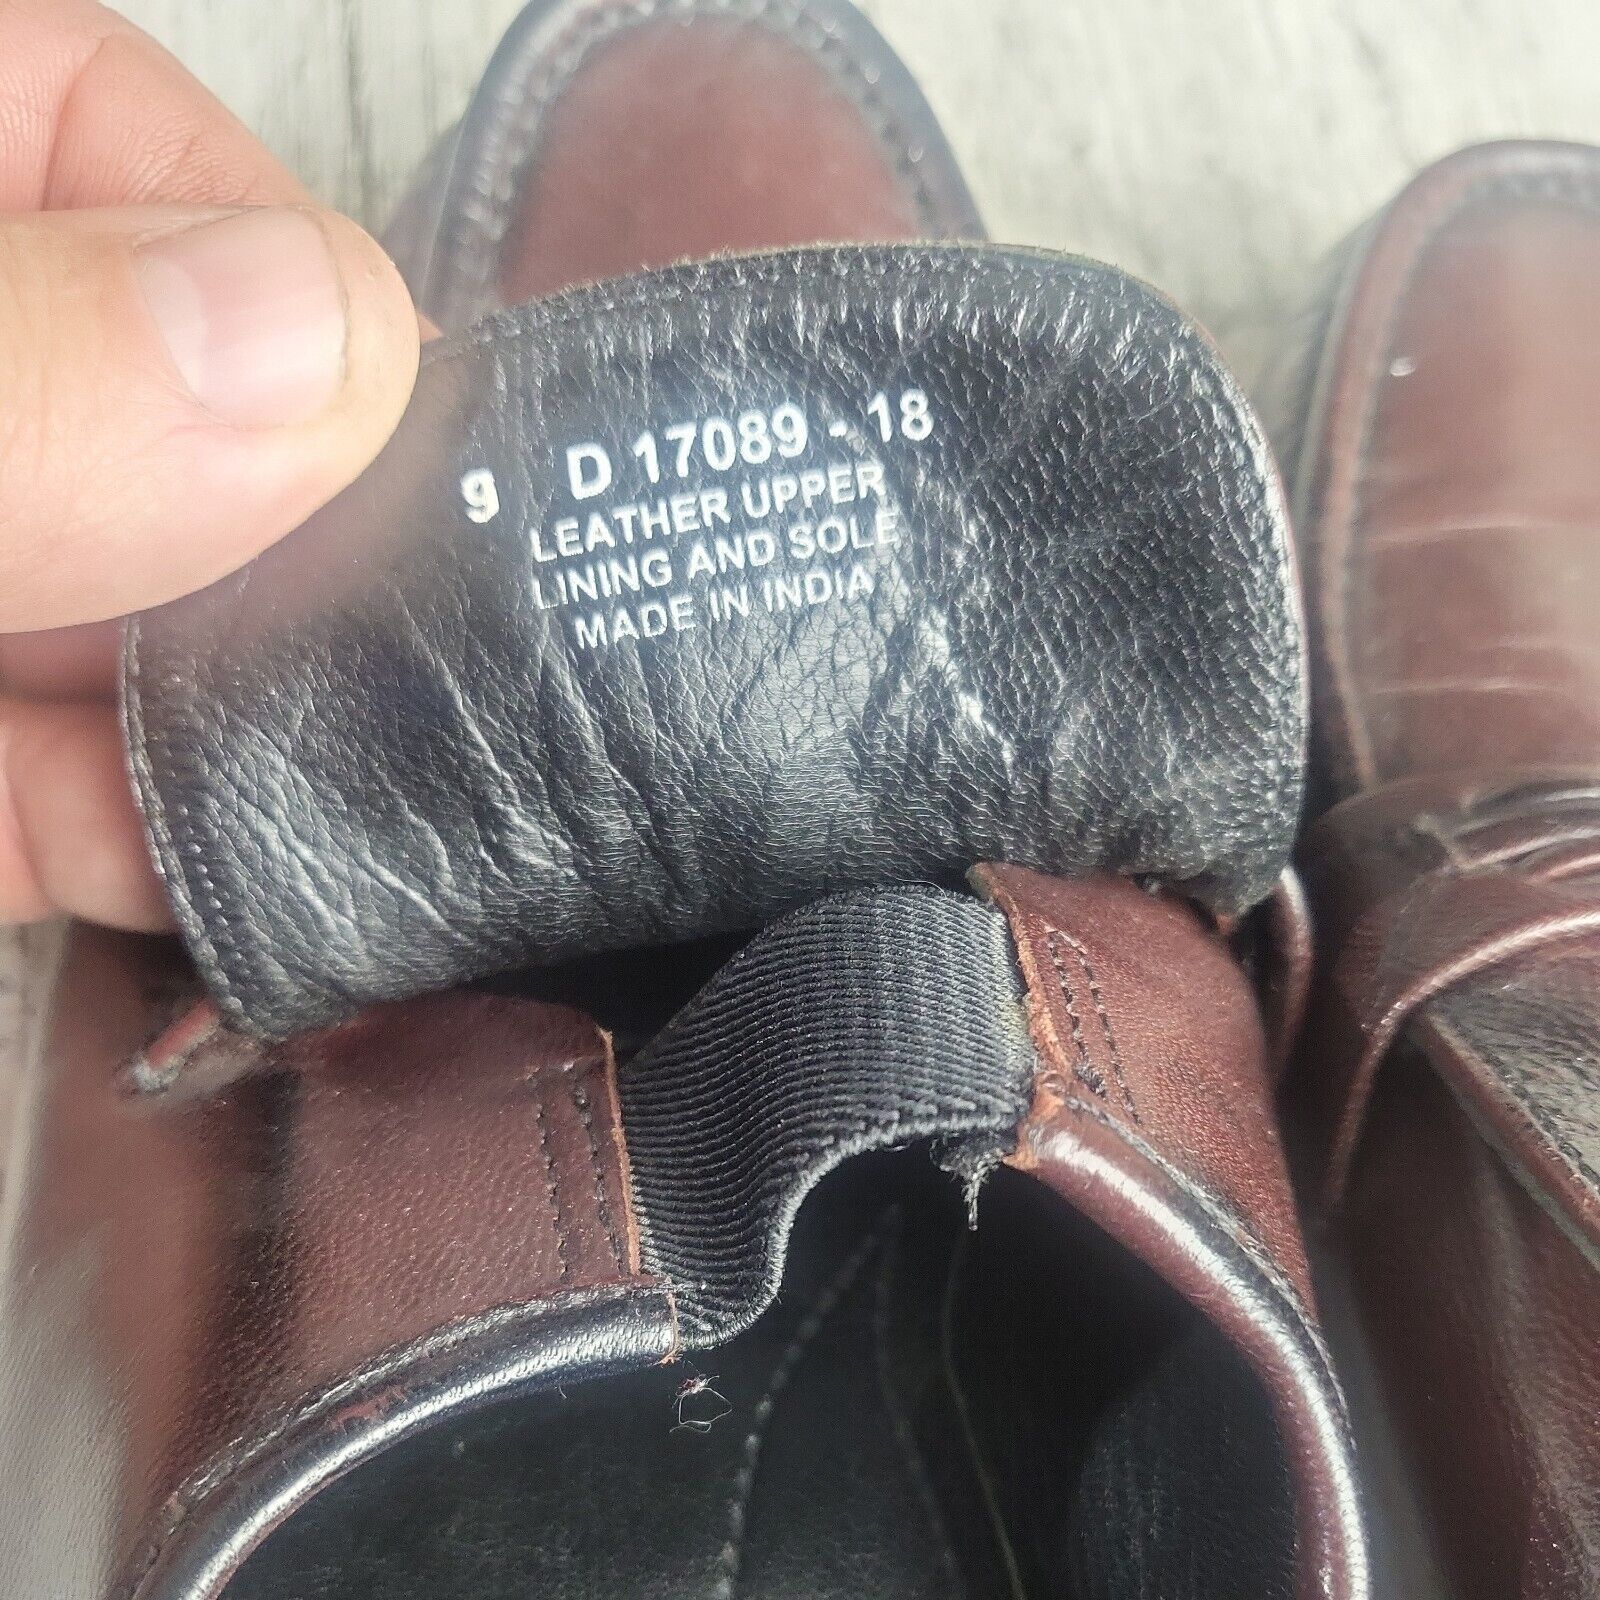 9 D 17089 - 18
LEATHER UPPER
LINING AND SOLE
MADE IN INDIA